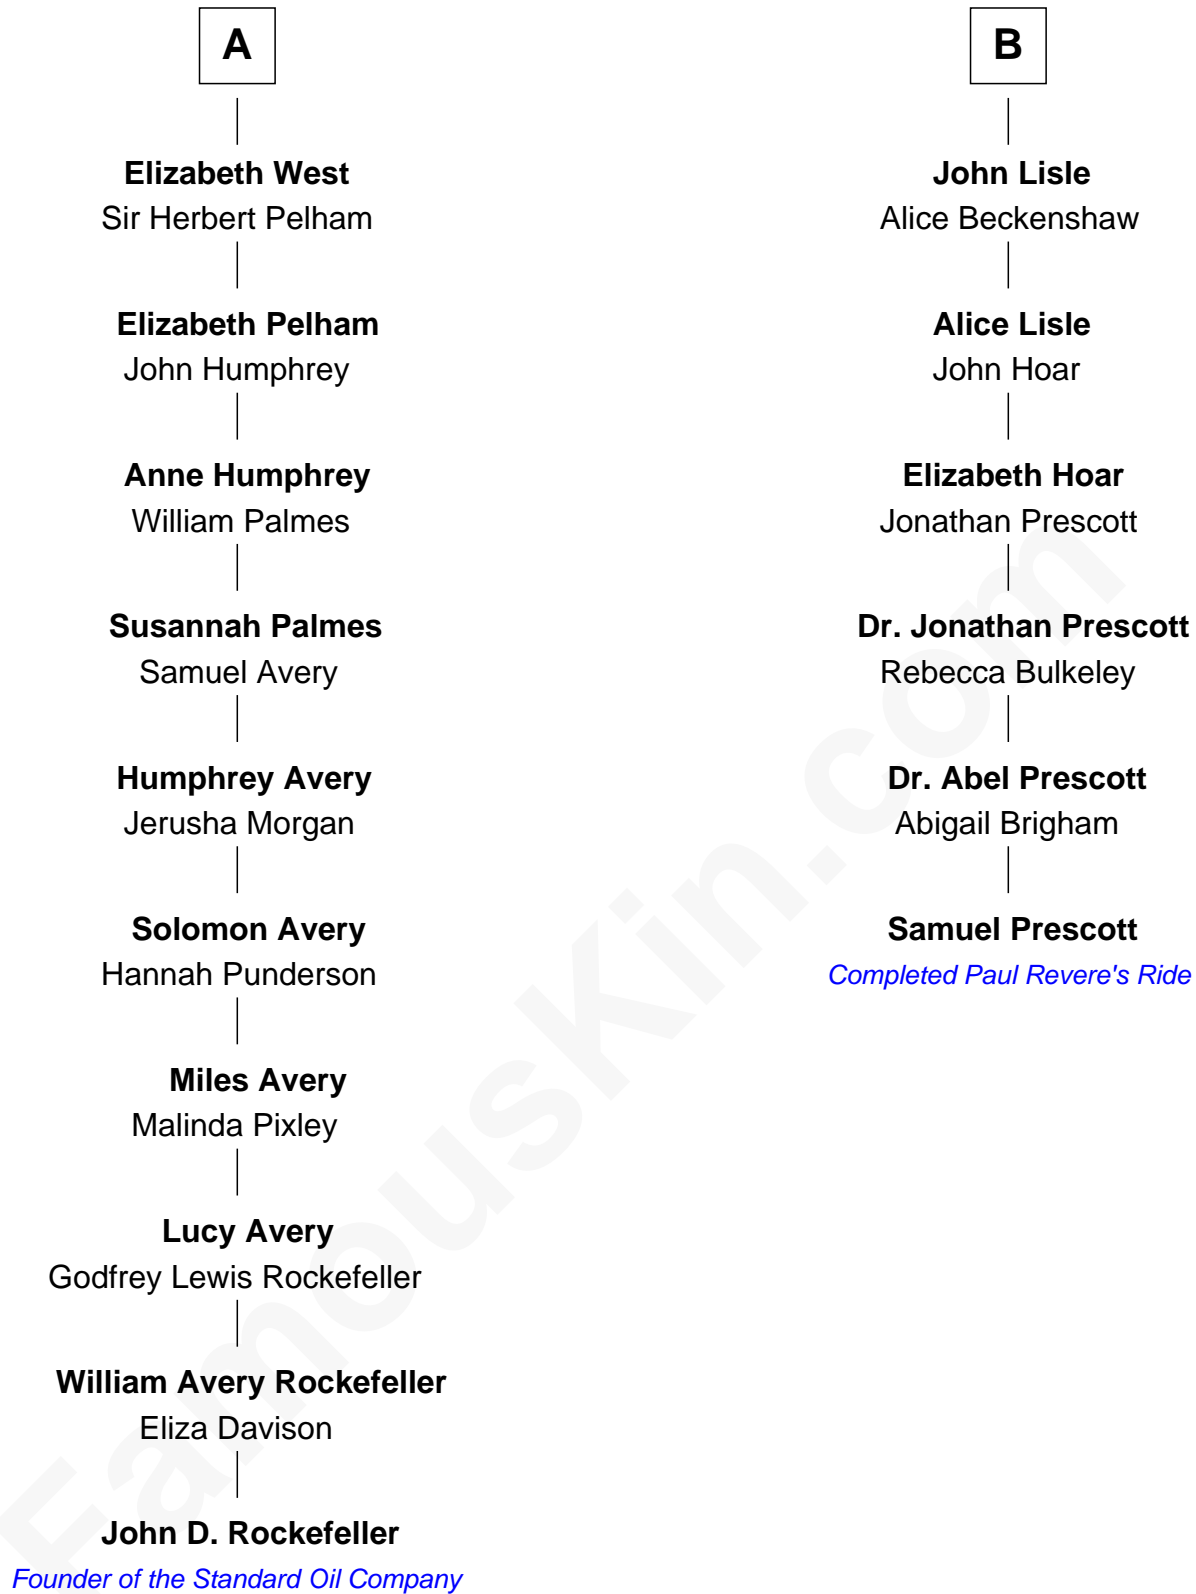 A
Elizabeth West
Sir Herbert Pelham
Elizabeth Pelham
John Humphrey
Anne Humphrey
William Palmes
Susannah Palmes
Samuel Avery
Humphrey Avery
Jerusha Morgan
Solomon Avery
Hannah Punderson
Miles Avery
Malinda Pixley
Lucy Avery
Godfrey Lewis Rockefeller
William Avery Rockefeller
Eliza Davison
John D. Rockefeller
Founder of the Standard Oil Company
B
John Lisle
Alice Beckenshaw
Alice Lisle
John Hoar
Elizabeth Hoar
Jonathan Prescott
Dr. Jonathan Prescott
Rebecca Bulkeley
Dr. Abel Prescott
Abigail Brigham
Samuel Prescott
Completed Paul Revere's Ride
FamousKin.com